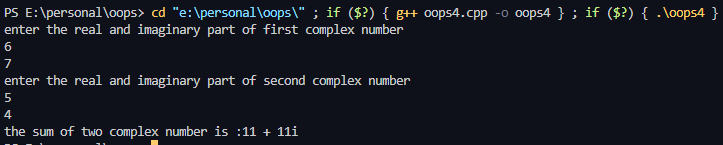 PS E:\personal\oops> cd "e:\personal\oops\" ; if ($?) { g++ oops4.cpp -o oops4 } ; if ($?) { .\oops4 }
enter the real and imaginary part of first complex number
6
7
enter the real and imaginary part of second complex number
5
4
the sum of two complex number is :11 + 11i